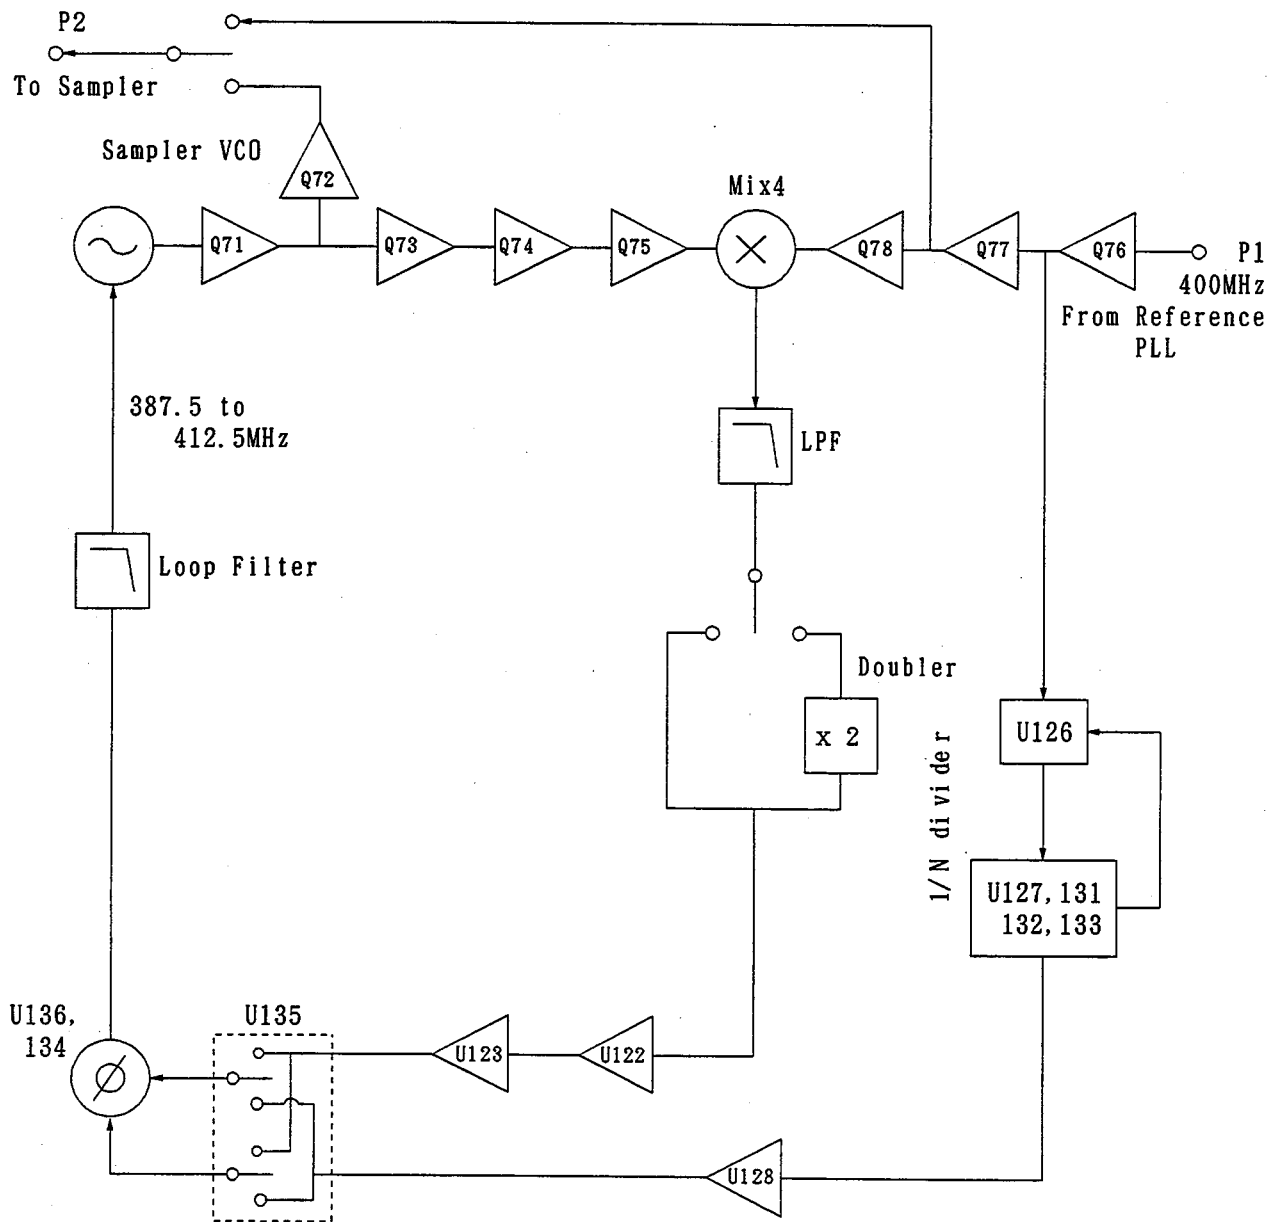 P2
To Sampler
Sampler VCO
Q72
Mix4
Q71
Q73
Q74
Q75
Q78
Q77
Q76
P1
400MHz
From Reference
PLL
387.5 to
412.5MHz
LPF
Loop Filter
Doubler
x 2
U126
1/N divider
U127,131
132,133
U136,
134
U135
U123
U122
U128